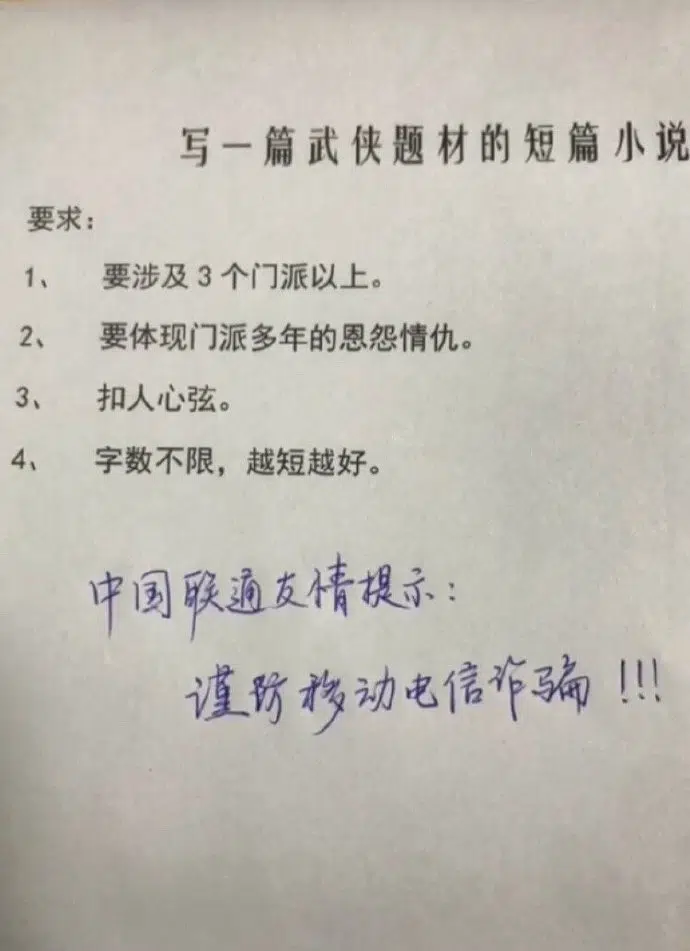 写一篇武侠题材的短篇小说
要求：
1、 要涉及3个门派以上。
2、 要体现门派多年的恩怨情仇。
3、 扣人心弦。
4、 字数不限，越短越好。
中国联通友情提示：
谨防移动电信诈骗!!!